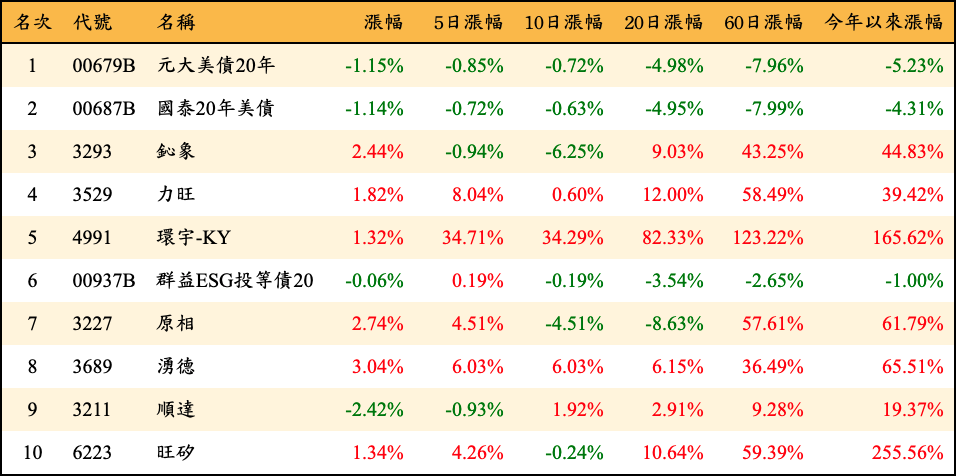 名次 代號 名稱 漲幅 5日漲幅 10日漲幅 20日漲幅 60日漲幅 今年以來漲幅
1 00679B 元大美債20年 -1.15% -0.85% -0.72% -4.98% -7.96% -5.23%
2 00687B 國泰20年美債 -1.14% -0.72% -0.63% -4.95% -7.99% -4.31%
3 3293 鈊象 2.44% -0.94% -6.25% 9.03% 43.25% 44.83%
4 3529 力旺 1.82% 8.04% 0.60% 12.00% 58.49% 39.42%
5 4991 環宇-KY 1.32% 34.71% 34.29% 82.33% 123.22% 165.62%
6 00937B 群益ESG投等債20 -0.06% 0.19% -0.19% -3.54% -2.65% -1.00%
7 3227 原相 2.74% 4.51% -4.51% -8.63% 57.61% 61.79%
8 3689 湧德 3.04% 6.03% 6.03% 6.15% 36.49% 65.51%
9 3211 順達 -2.42% -0.93% 1.92% 2.91% 9.28% 19.37%
10 6223 旺矽 1.34% 4.26% -0.24% 10.64% 59.39% 255.56%